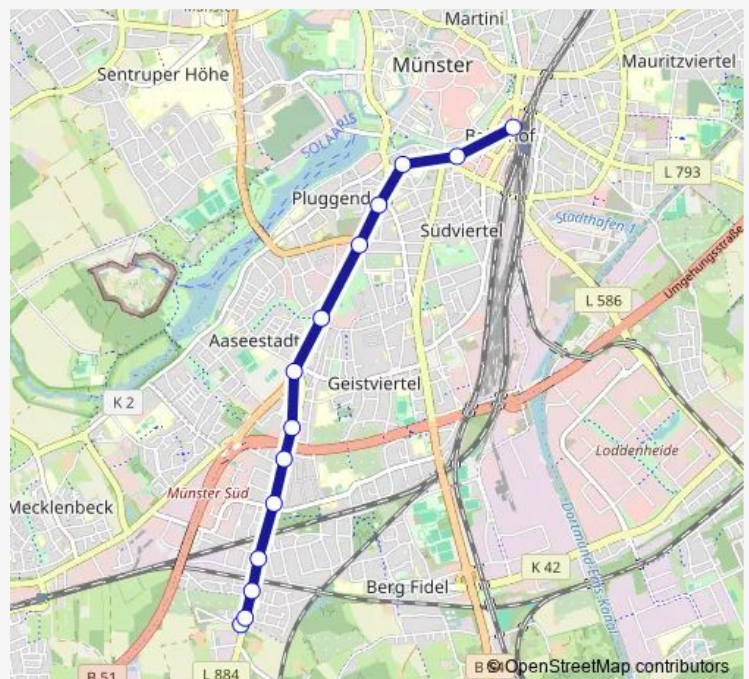 Martini
Münster
Mauritzviertel
Sentruper Höhe
SOLAARIS
L 793
Pluggend
Stadthafen 1
Südviertel
Umgehungsstraße
L 586
Aaseestadt
Geistviertel
K 2
Loddenheide
Münster Süd
Mecklenbeck
Dortmund-Ems-Kanal
K 42
Berg Fidel
B 51
L 884
© OpenStreetMap contributors